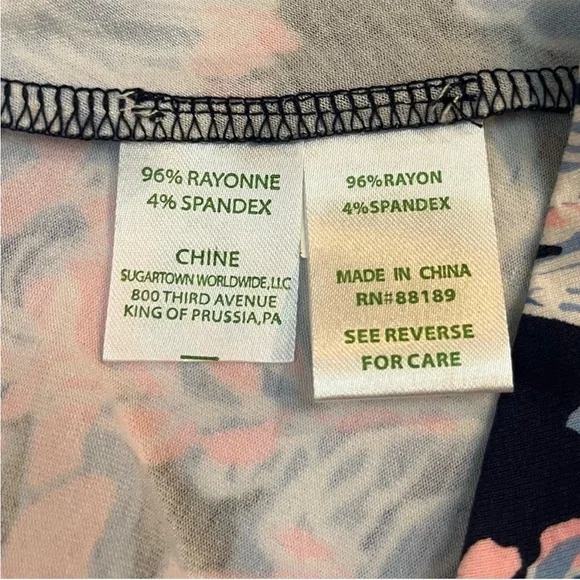 96% RAYONNE
4% SPANDEX
CHINE
SUGARTOWN WORLDWIDE, LLC
800 THIRD AVENUE
KING OF PRUSSIA,PA
96%RAYON
4%SPANDEX
MADE IN CHINA
RN#88189
SEE REVERSE
FOR CARE